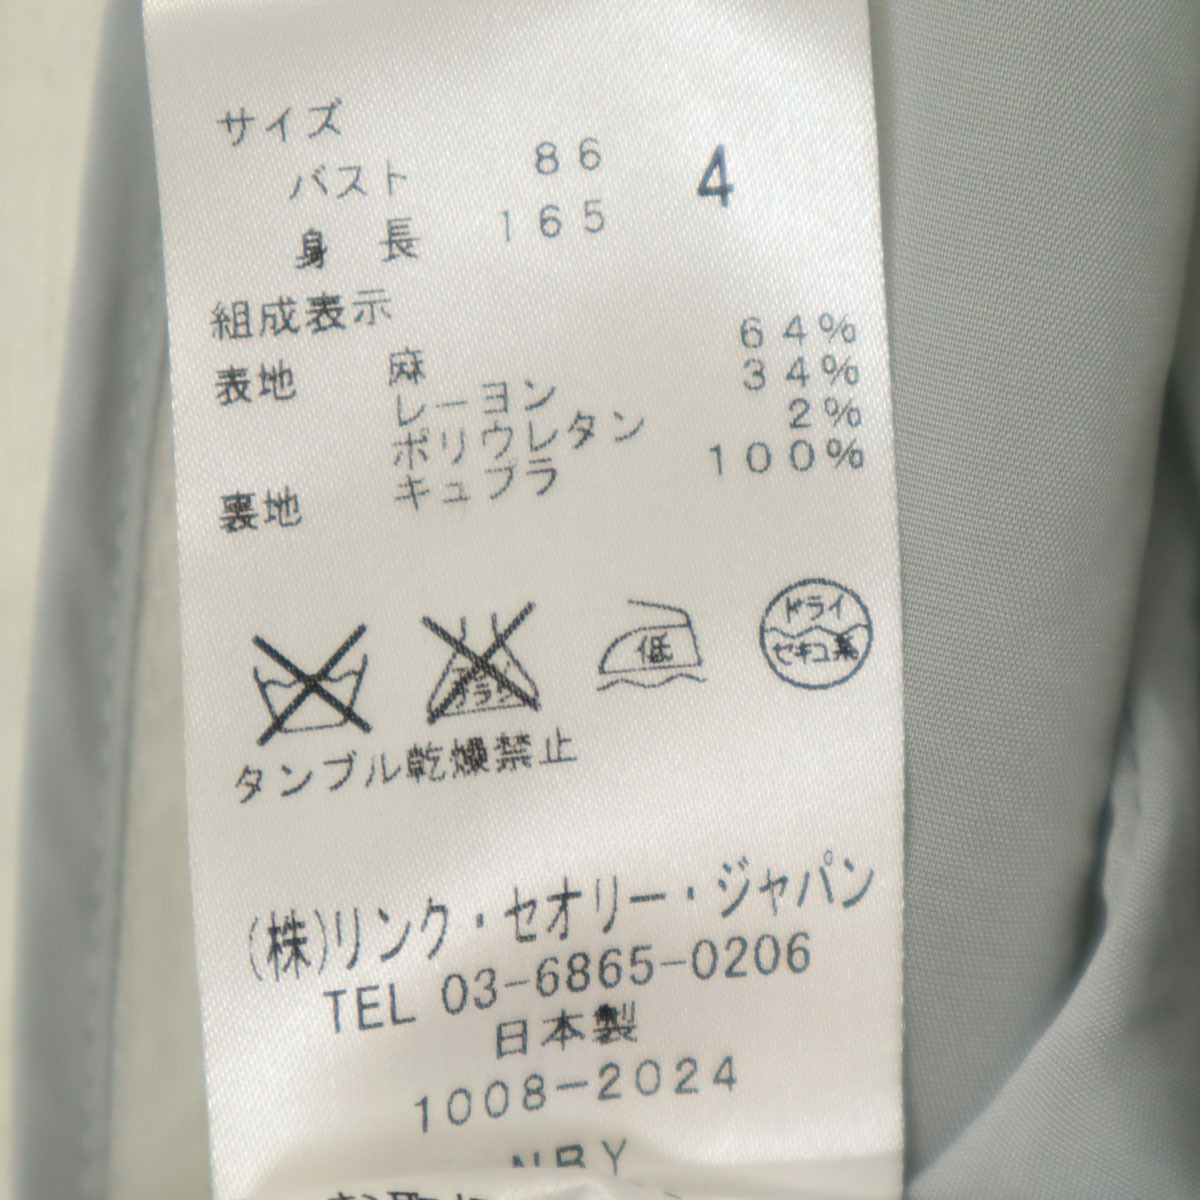 サイズ
バスト 86 4
身長 165
組成表示
表地 麻 64%
レーヨン 34%
ポリウレタン 2%
裏地 キュプラ 100%
低
ドライ
セキユ系
タンブル乾燥禁止
(株)リンク・セオリー・ジャパン
TEL 03-6865-0206
日本製
1008-2024
NBY